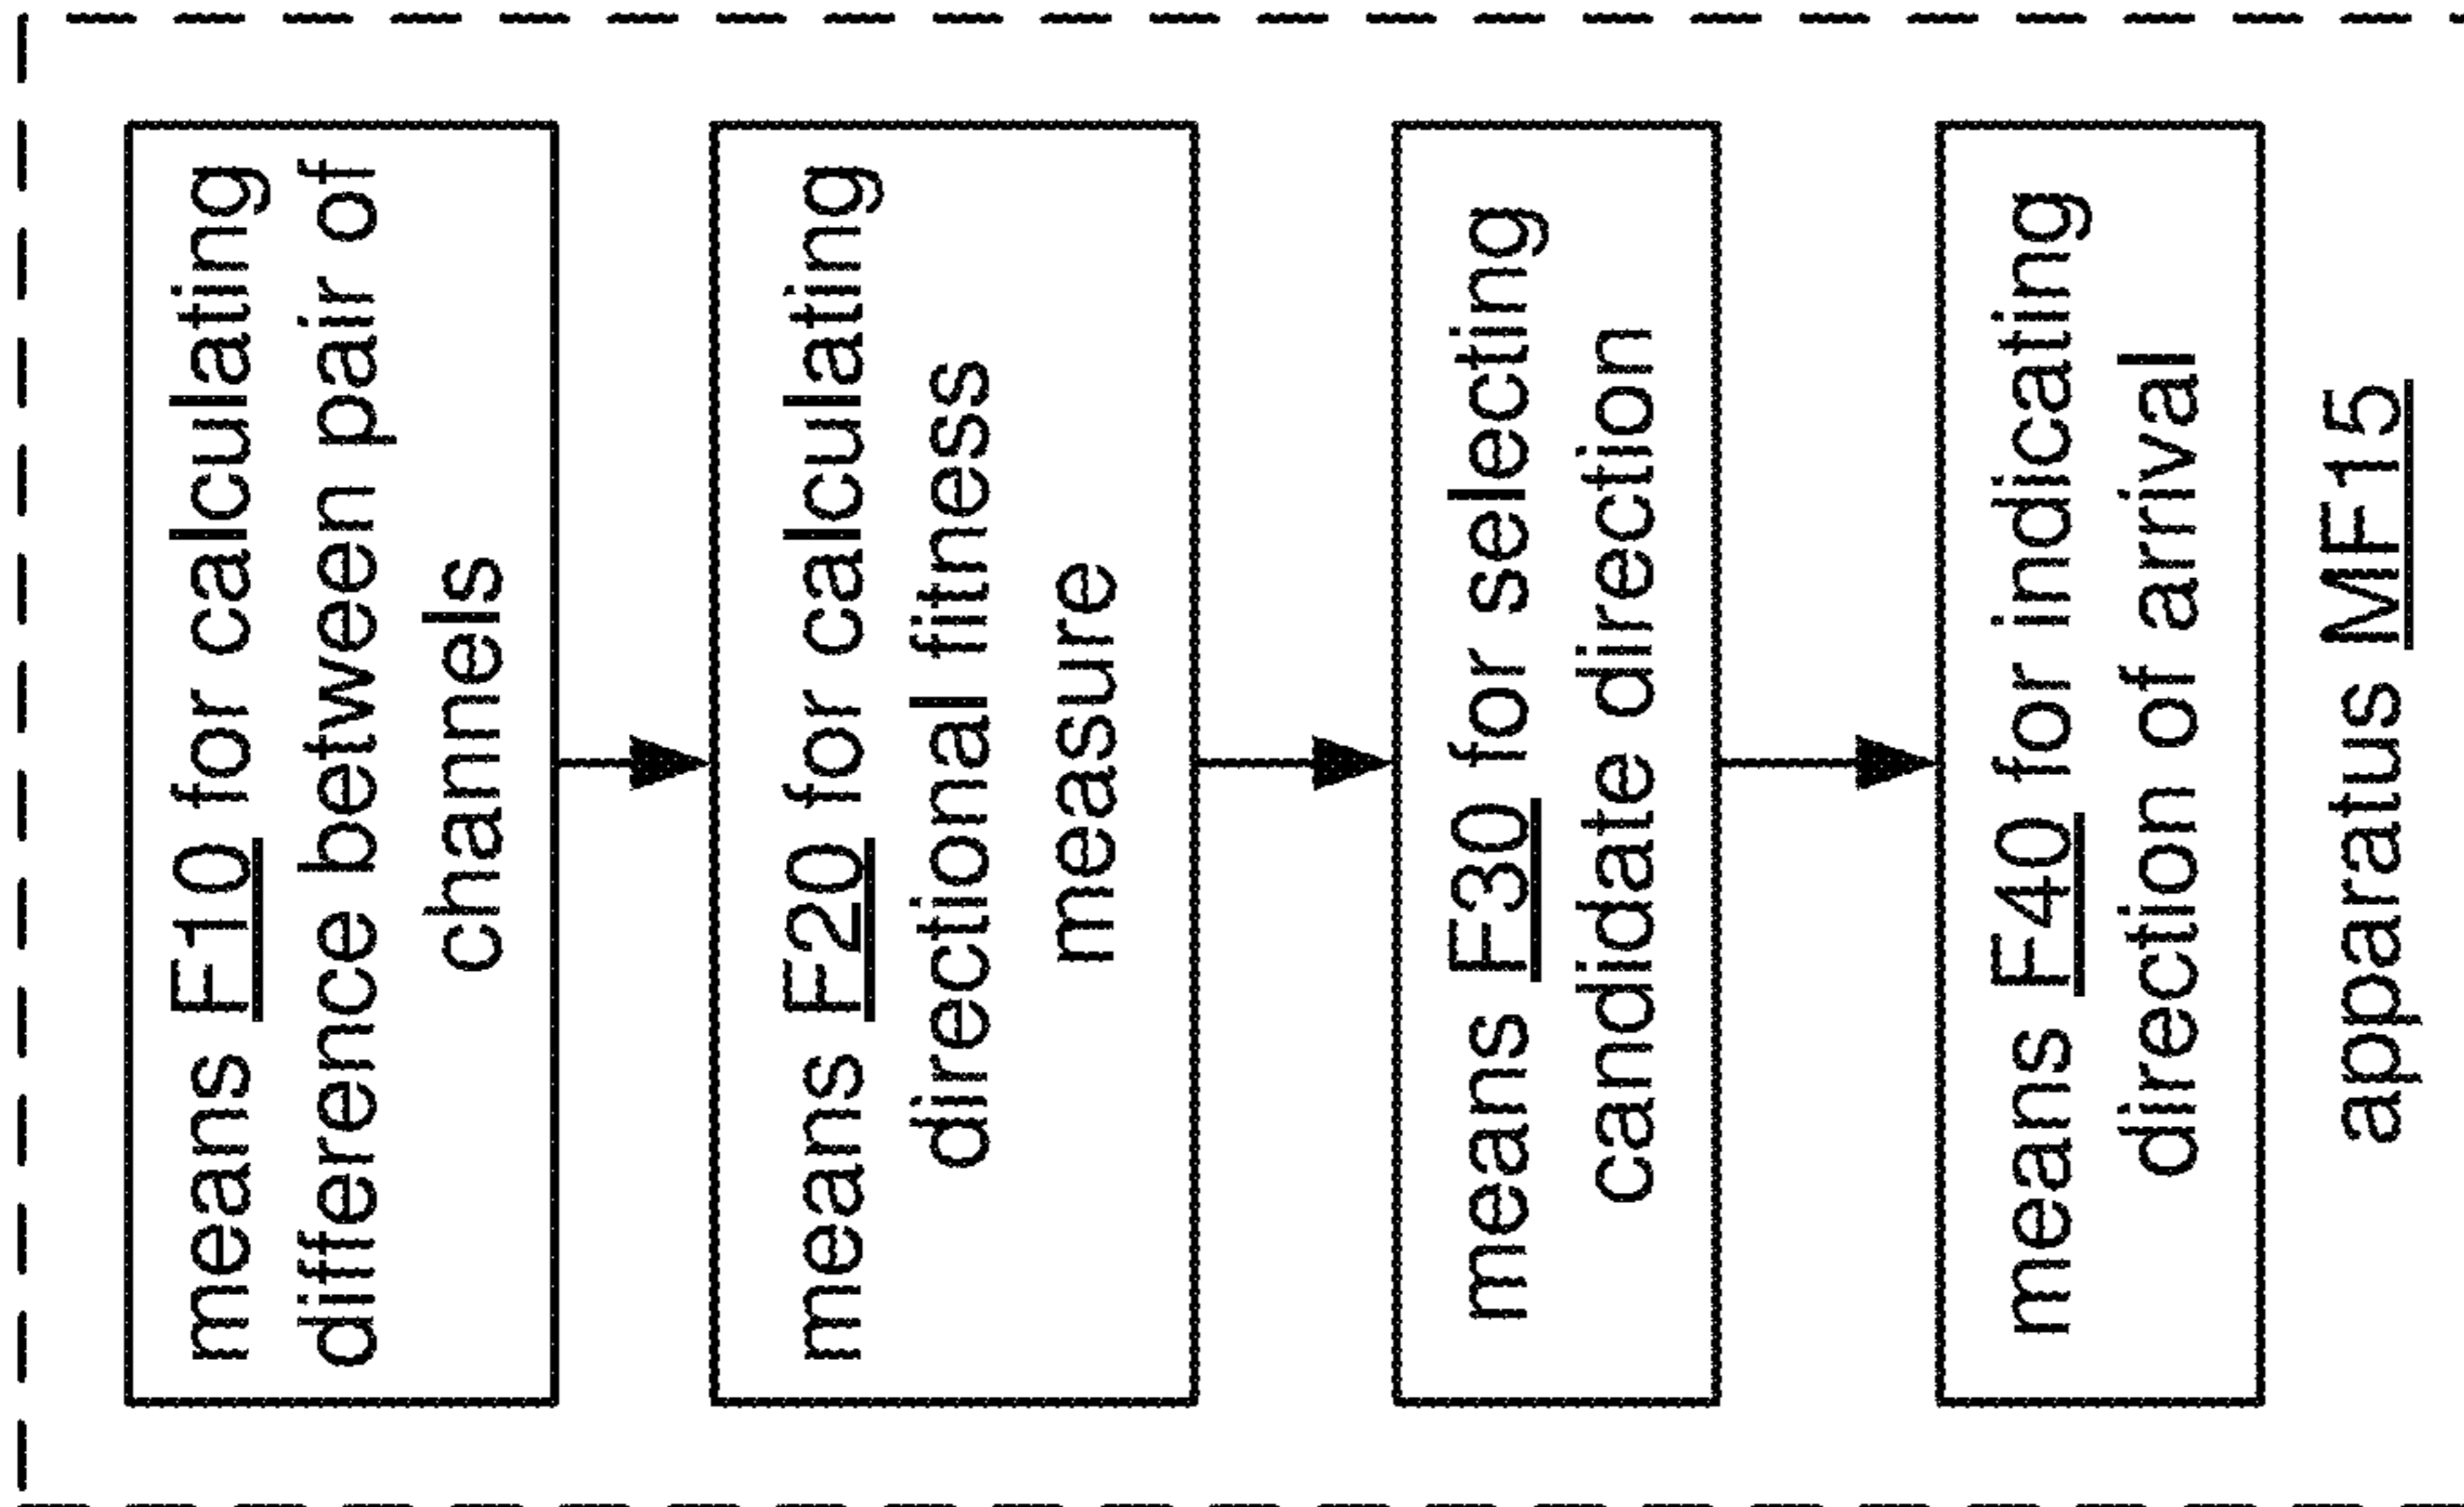 means F10 for calculating
difference between pair of
channels
means F20 for calculating
directional fitness
measure
means F30 for selecting
candidate direction
means F40 for indicating
direction of arrival
apparatus MF15